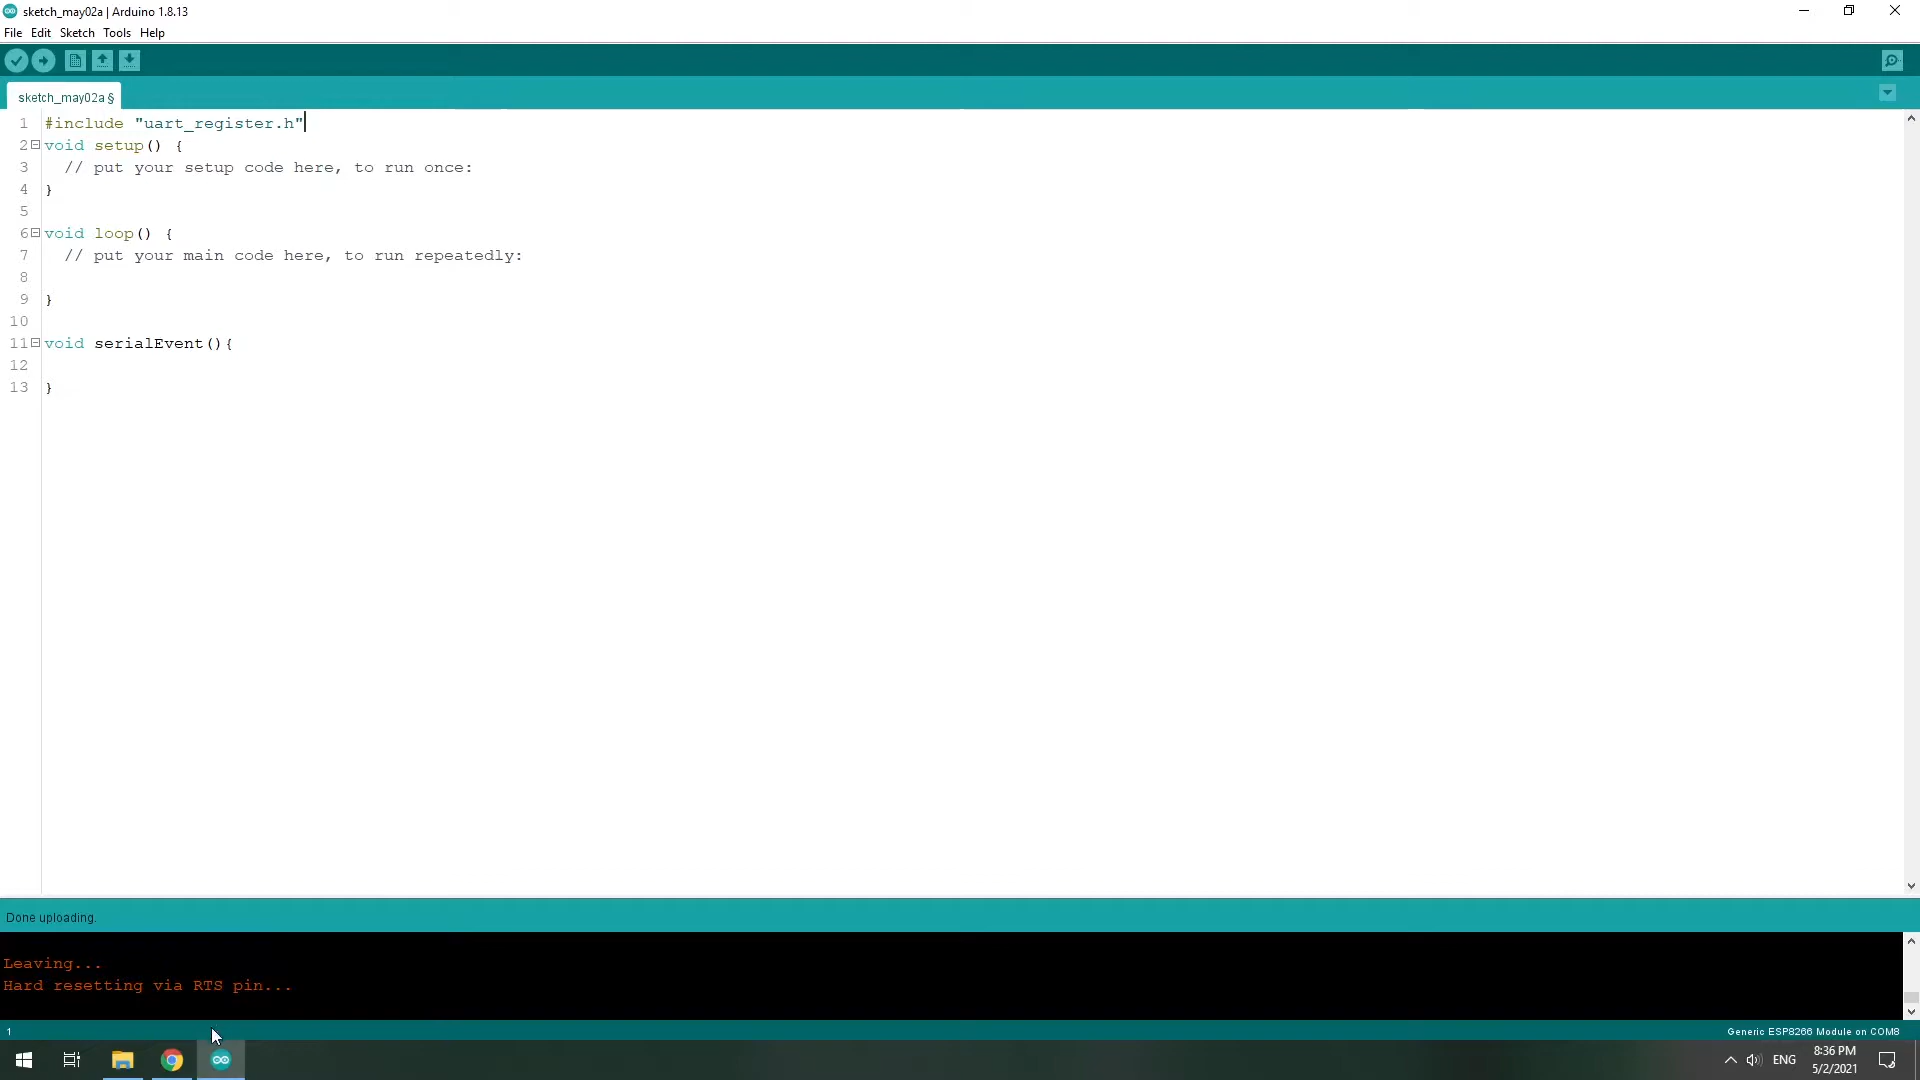 sketch_may02a | Arduino 1.8.13
File Edit Sketch Tools Help
sketch_may02a §
1 #include "uart_register.h"
2 void setup() {
3 // put your setup code here, to run once:
4 }
5
6 void loop() {
7 // put your main code here, to run repeatedly:
8
9 }
10
11 void serialEvent(){
12
13 }
Done uploading.
Leaving...
Hard resetting via RTS pin...
1 Generic ESP8266 Module on COM8
ENG
8:36 PM
5/2/2021